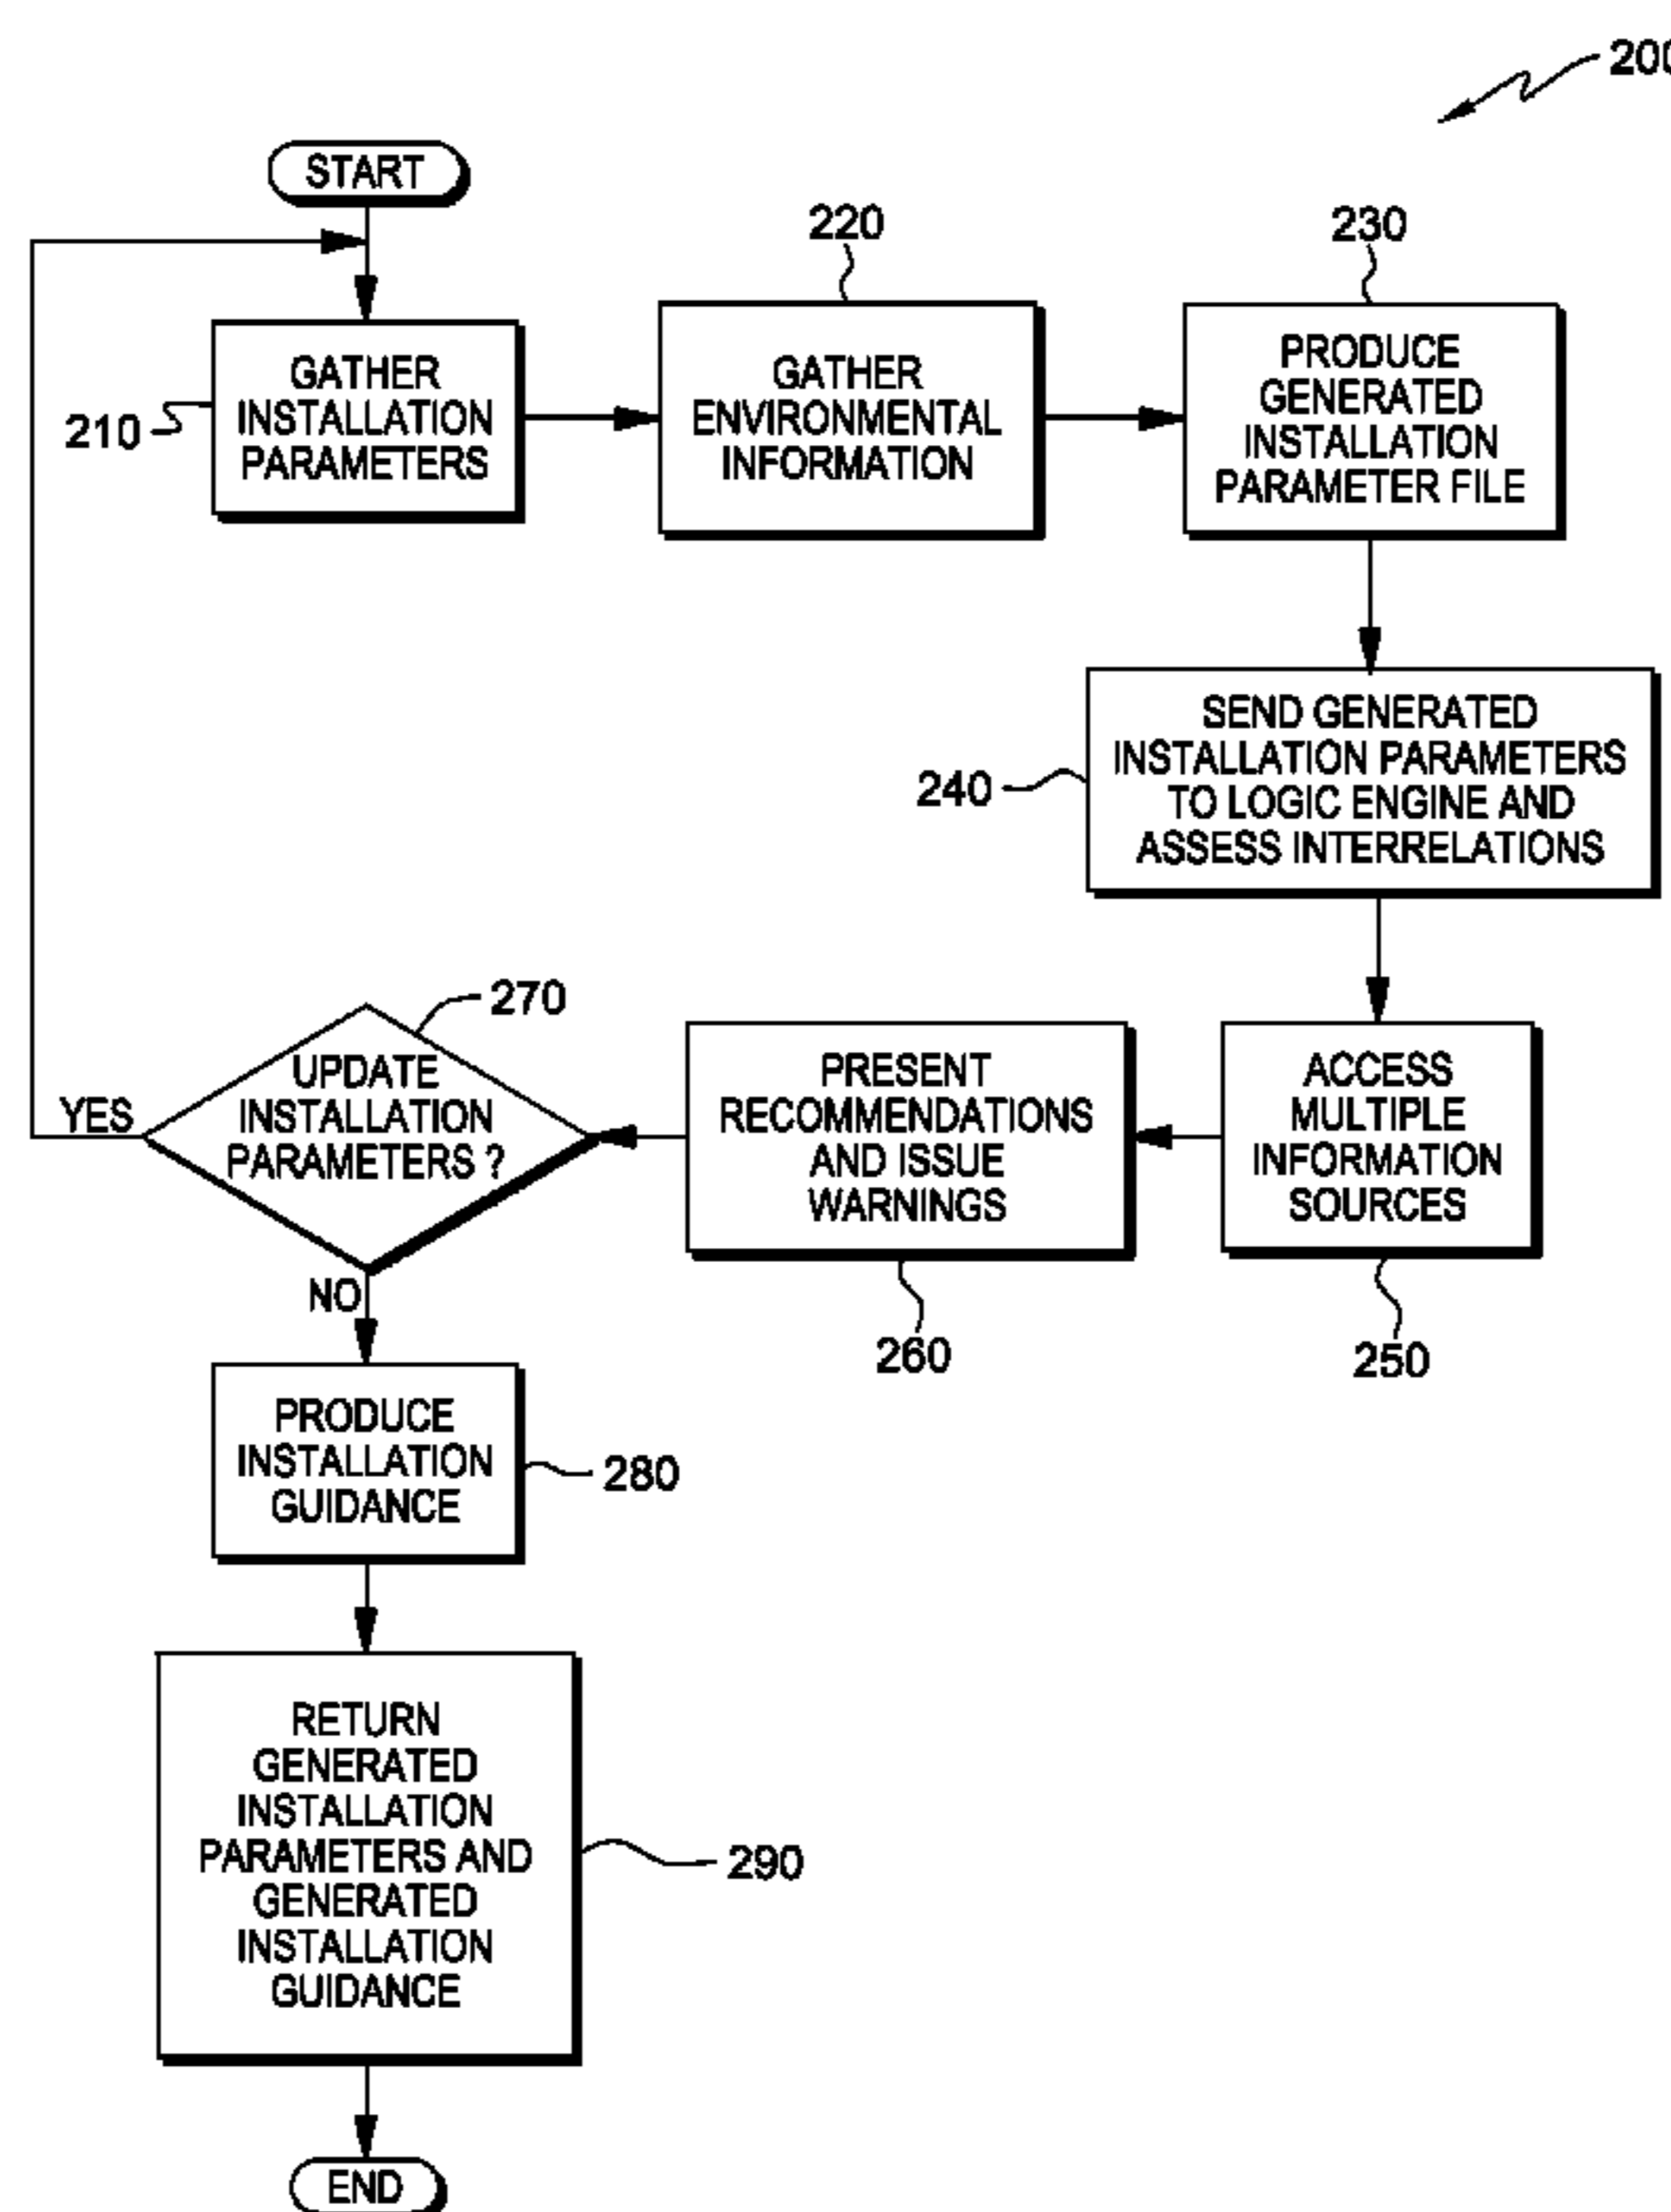 200
START
210
GATHER
INSTALLATION
PARAMETERS
220
GATHER
ENVIRONMENTAL
INFORMATION
230
PRODUCE
GENERATED
INSTALLATION
PARAMETER FILE
240
SEND GENERATED
INSTALLATION PARAMETERS
TO LOGIC ENGINE AND
ASSESS INTERRELATIONS
ACCESS
MULTIPLE
INFORMATION
SOURCES
250
PRESENT
RECOMMENDATIONS
AND ISSUE
WARNINGS
260
270
UPDATE
INSTALLATION
PARAMETERS ?
YES
NO
PRODUCE
INSTALLATION
GUIDANCE
280
RETURN
GENERATED
INSTALLATION
PARAMETERS AND
GENERATED
INSTALLATION
GUIDANCE
290
END